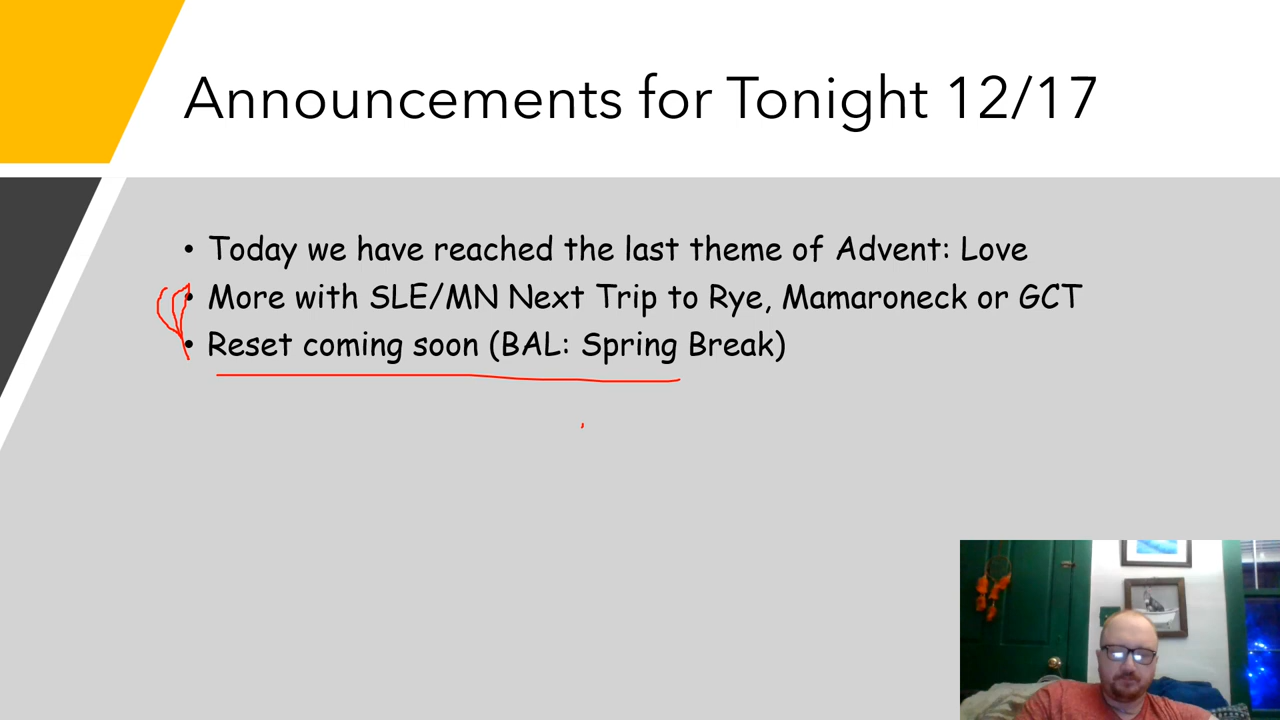 Announcements for Tonight 12/17
• Today we have reached the last theme of Advent: Love
• More with SLE/MN Next Trip to Rye, Mamaroneck or GCT
• Reset coming soon (BAL: Spring Break)